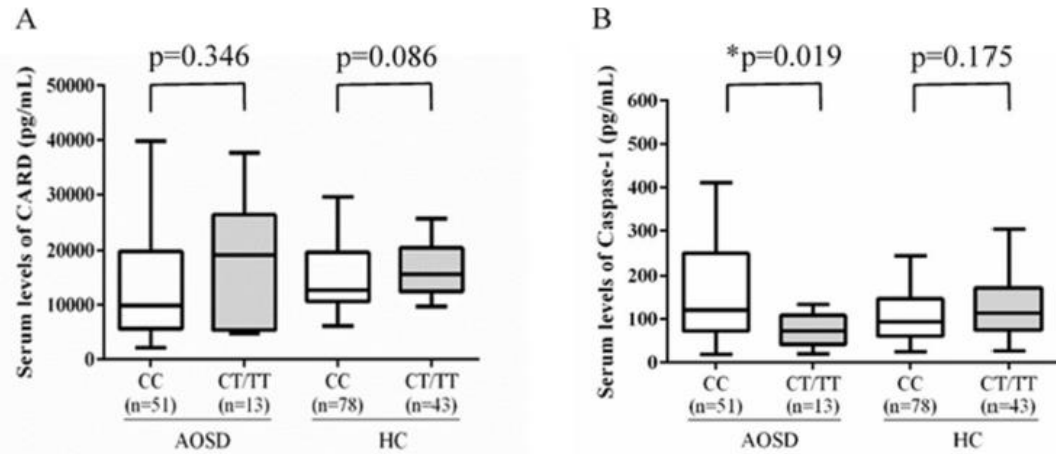 A
p=0.346
p=0.086
Serum levels of CARD (pg/mL)
50000
40000
30000
20000
10000
0
CC
CT/TT
CC
CT/TT
(n=51)
(n=13)
(n=78)
(n=43)
AOSD
HC
B
*p=0.019
p=0.175
Serum levels of Caspase-1 (pg/mL)
600
500
400
300
200
100
0
CC
CT/TT
CC
CT/TT
(n=51)
(n=13)
(n=78)
(n=43)
AOSD
HC